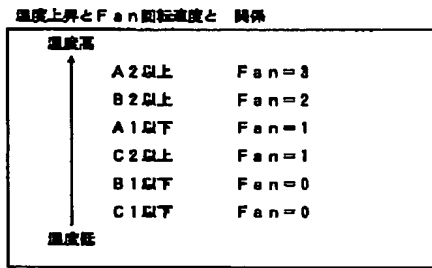 温度上昇とFan回転速度と 関係
温度高
A2以上 Fan=3
B2以上 Fan=2
A1以下 Fan=1
C2以上 Fan=1
B1以下 Fan=0
C1以下 Fan=0
温度低